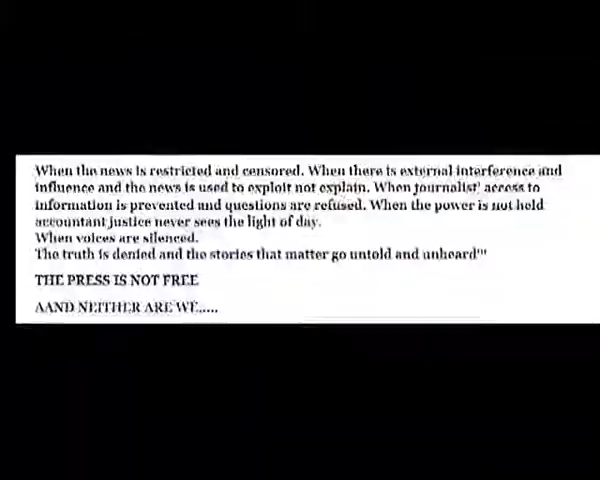 When the news is restricted and censored. When there is external interference and
influence and the news is used to exploit not explain. When journalist' access to
information is prevented and questions are refused. When the power is not held
accountant justice never sees the light of day.
When voices are silenced.
The truth is denied and the stories that matter go untold and unheard'"
THE PRESS IS NOT FREE
AAND NEITHER ARE WE......